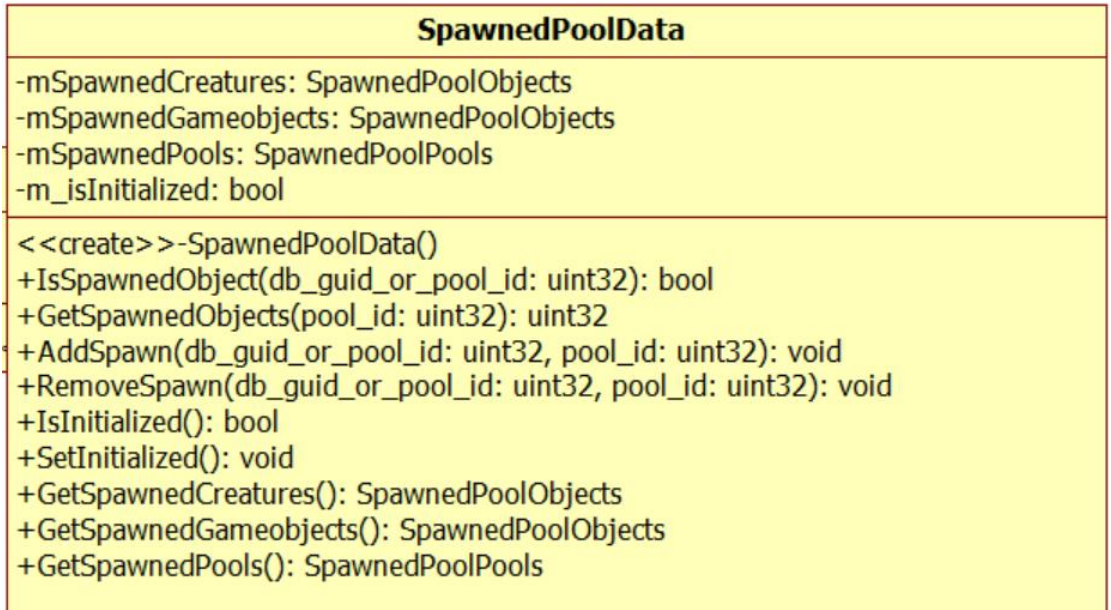 SpawnedPoolData
-mSpawnedCreatures: SpawnedPoolObjects
-mSpawnedGameobjects: SpawnedPoolObjects
-mSpawnedPools: SpawnedPoolPools
-m_isInitialized: bool
<<create>>-SpawnedPoolData()
+IsSpawnedObject(db_guid_or_pool_id: uint32): bool
+GetSpawnedObjects(pool_id: uint32): uint32
+AddSpawn(db_guid_or_pool_id: uint32, pool_id: uint32): void
+RemoveSpawn(db_guid_or_pool_id: uint32, pool_id: uint32): void
+IsInitialized(): bool
+SetInitialized(): void
+GetSpawnedCreatures(): SpawnedPoolObjects
+GetSpawnedGameobjects(): SpawnedPoolObjects
+GetSpawnedPools(): SpawnedPoolPools